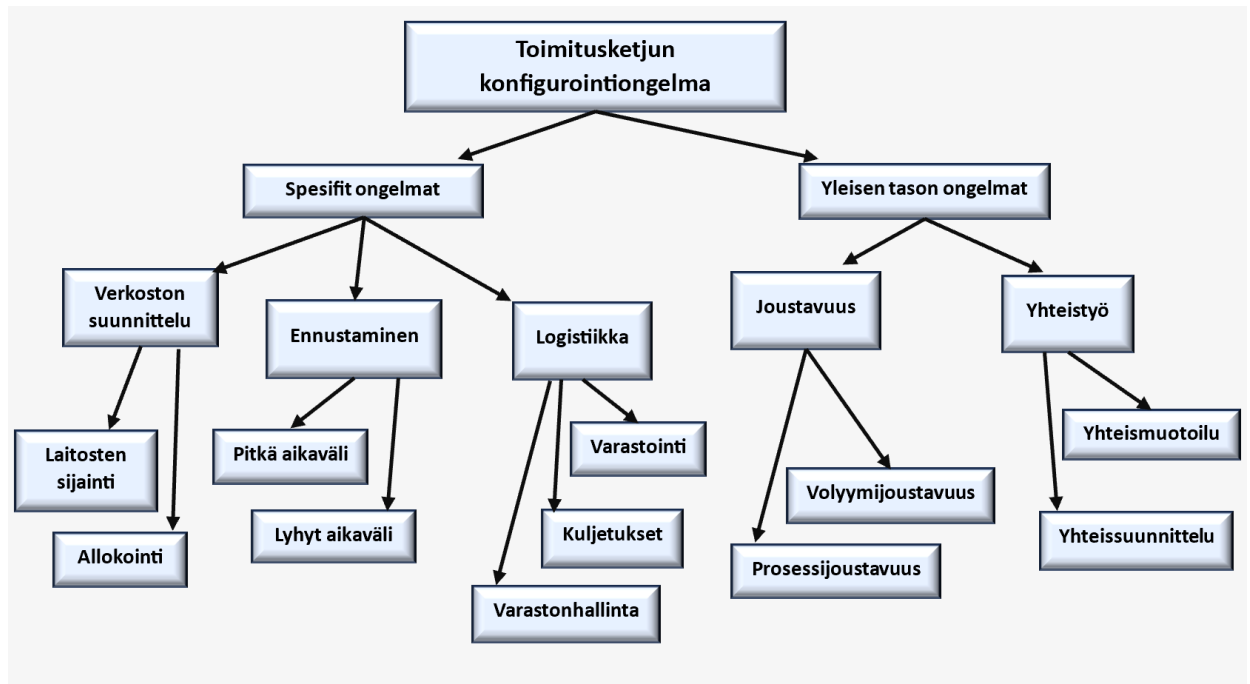 Toimitusketjun
konfigurointiongelma
Spesifit ongelmat
Yleisen tason ongelmat
Verkoston
suunnittelu
Ennustaminen
Logistiikka
Joustavuus
Yhteistyö
Laitosten
sijainti
Allokointi
Pitkä aikaväli
Lyhyt aikaväli
Varastointi
Kuljetukset
Varastonhallinta
Volyymijoustavuus
Prosessijoustavuus
Yhteismuotoilu
Yhteissuunnittelu